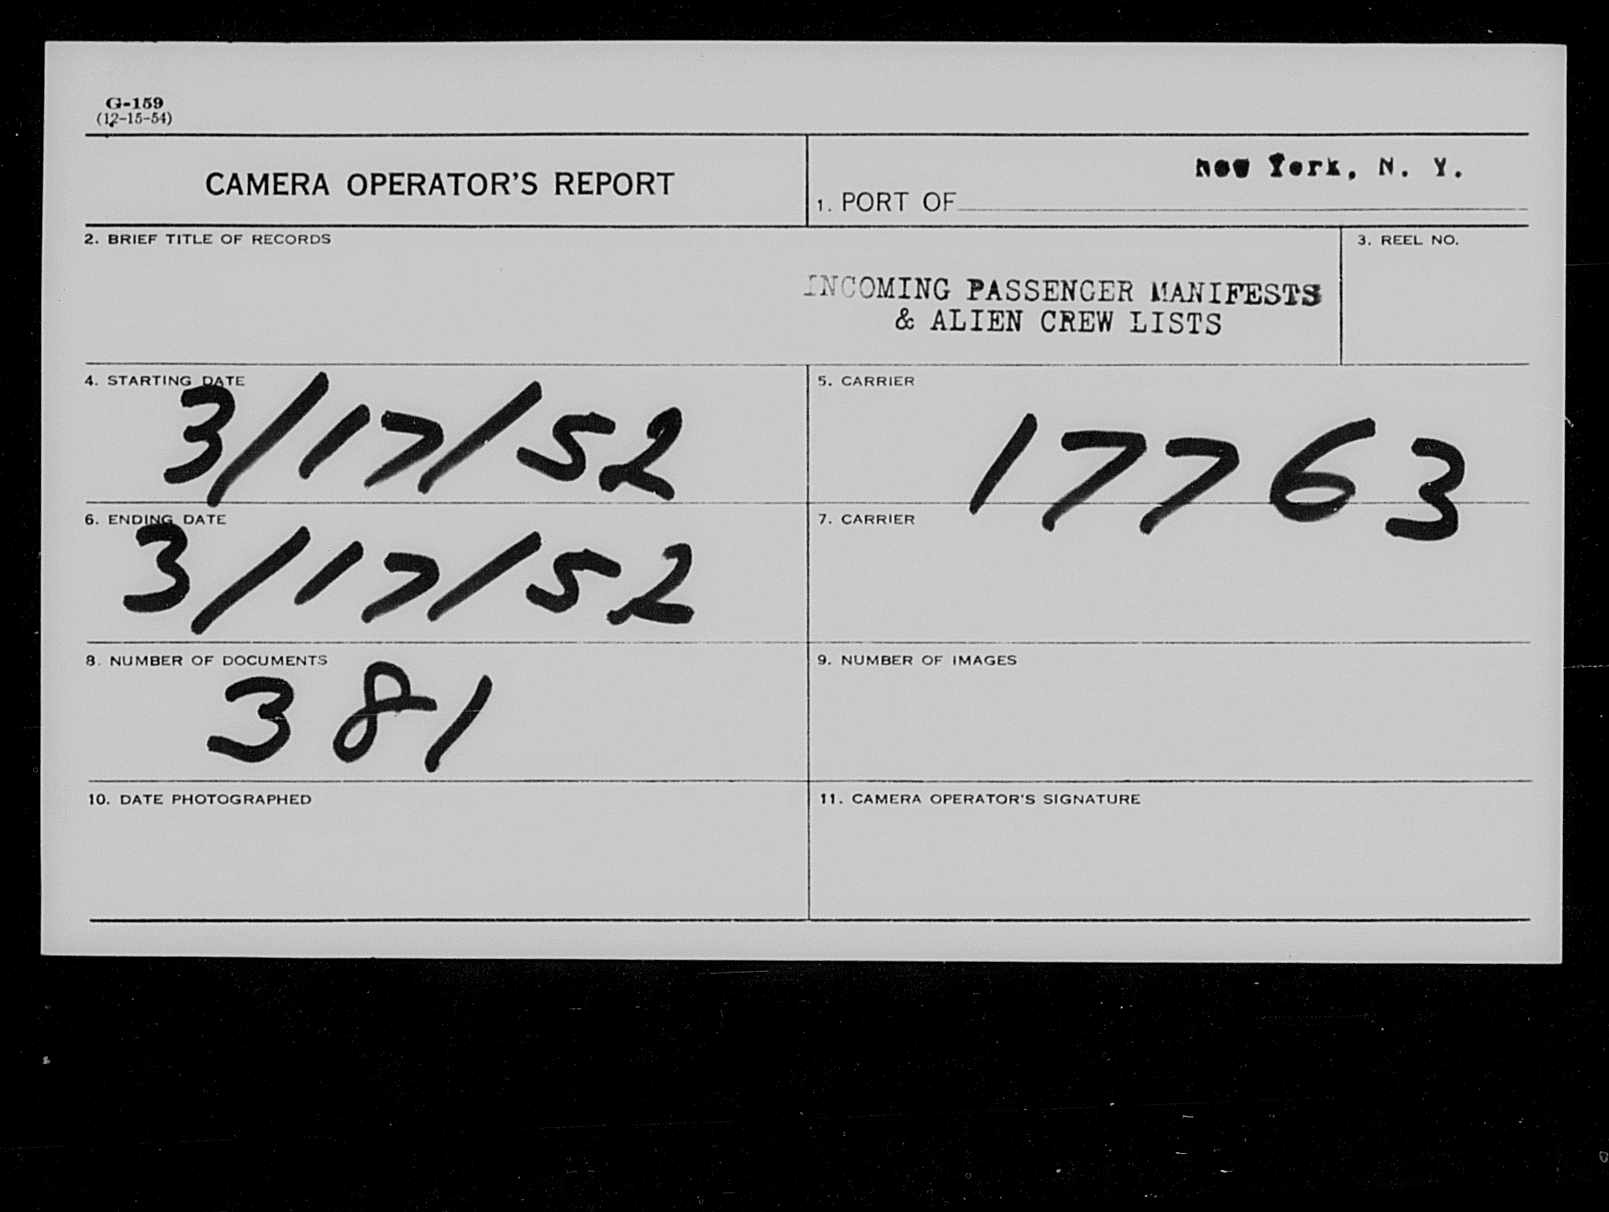 G-159
(12-15-54)
CAMERA OPERATOR'S REPORT
1. PORT OF New York, N. Y.
2. BRIEF TITLE OF RECORDS
INCOMING PASSENGER MANIFESTS
& ALIEN CREW LISTS
3. REEL NO.
4. STARTING DATE
3/17/52
5. CARRIER
17763
6. ENDING DATE
3/17/52
7. CARRIER
8. NUMBER OF DOCUMENTS
381
9. NUMBER OF IMAGES
10. DATE PHOTOGRAPHED
11. CAMERA OPERATOR'S SIGNATURE